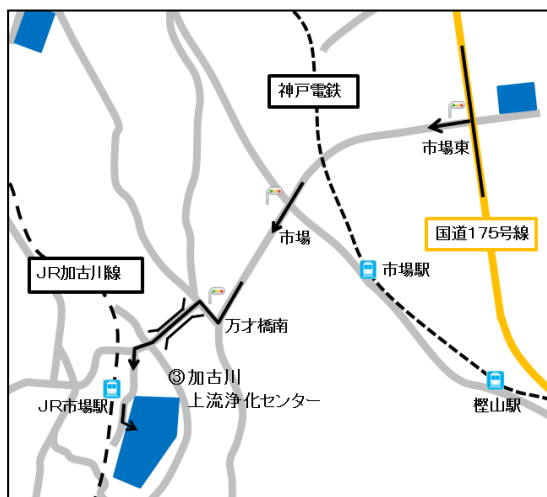 神戸電鉄
市場東
国道175号線
市場
JR加古川線
市場駅
万才橋南
③加古川
上流浄化センター
JR市場駅
樫山駅